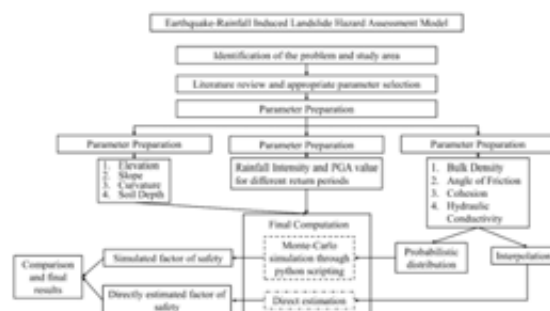 Earthquake-Rainfall Induced Landslide Hazard Assessment Model
Identification of the problem and study area
Literature review and appropriate parameter selection
Parameter Preparation
Parameter Preparation
Parameter Preparation
Parameter Preparation
1. Elevation
2. Slope
3. Curvature
4. Soil Depth
Rainfall Intensity and PGA value
for different return periods
1. Bulk Density
2. Angle of Friction
3. Cohesion
4. Hydraulic
Conductivity
Final Computation
Monte-Carlo
simulation through
python scripting
Probabilistic
distribution
Interpolation
Simulated factor of safety
Comparison
and final
results
Directly estimated factor of
safety
Direct estimation